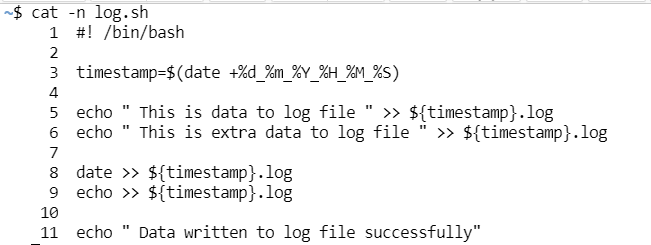 ~$ cat -n log.sh
1 #! /bin/bash
2
3 timestamp=$(date +%d_%m_%Y_%H_%M_%S)
4
5 echo " This is data to log file " >> ${timestamp}.log
6 echo " This is extra data to log file " >> ${timestamp}.log
7
8 date >> ${timestamp}.log
9 echo >> ${timestamp}.log
10
11 echo " Data written to log file successfully"